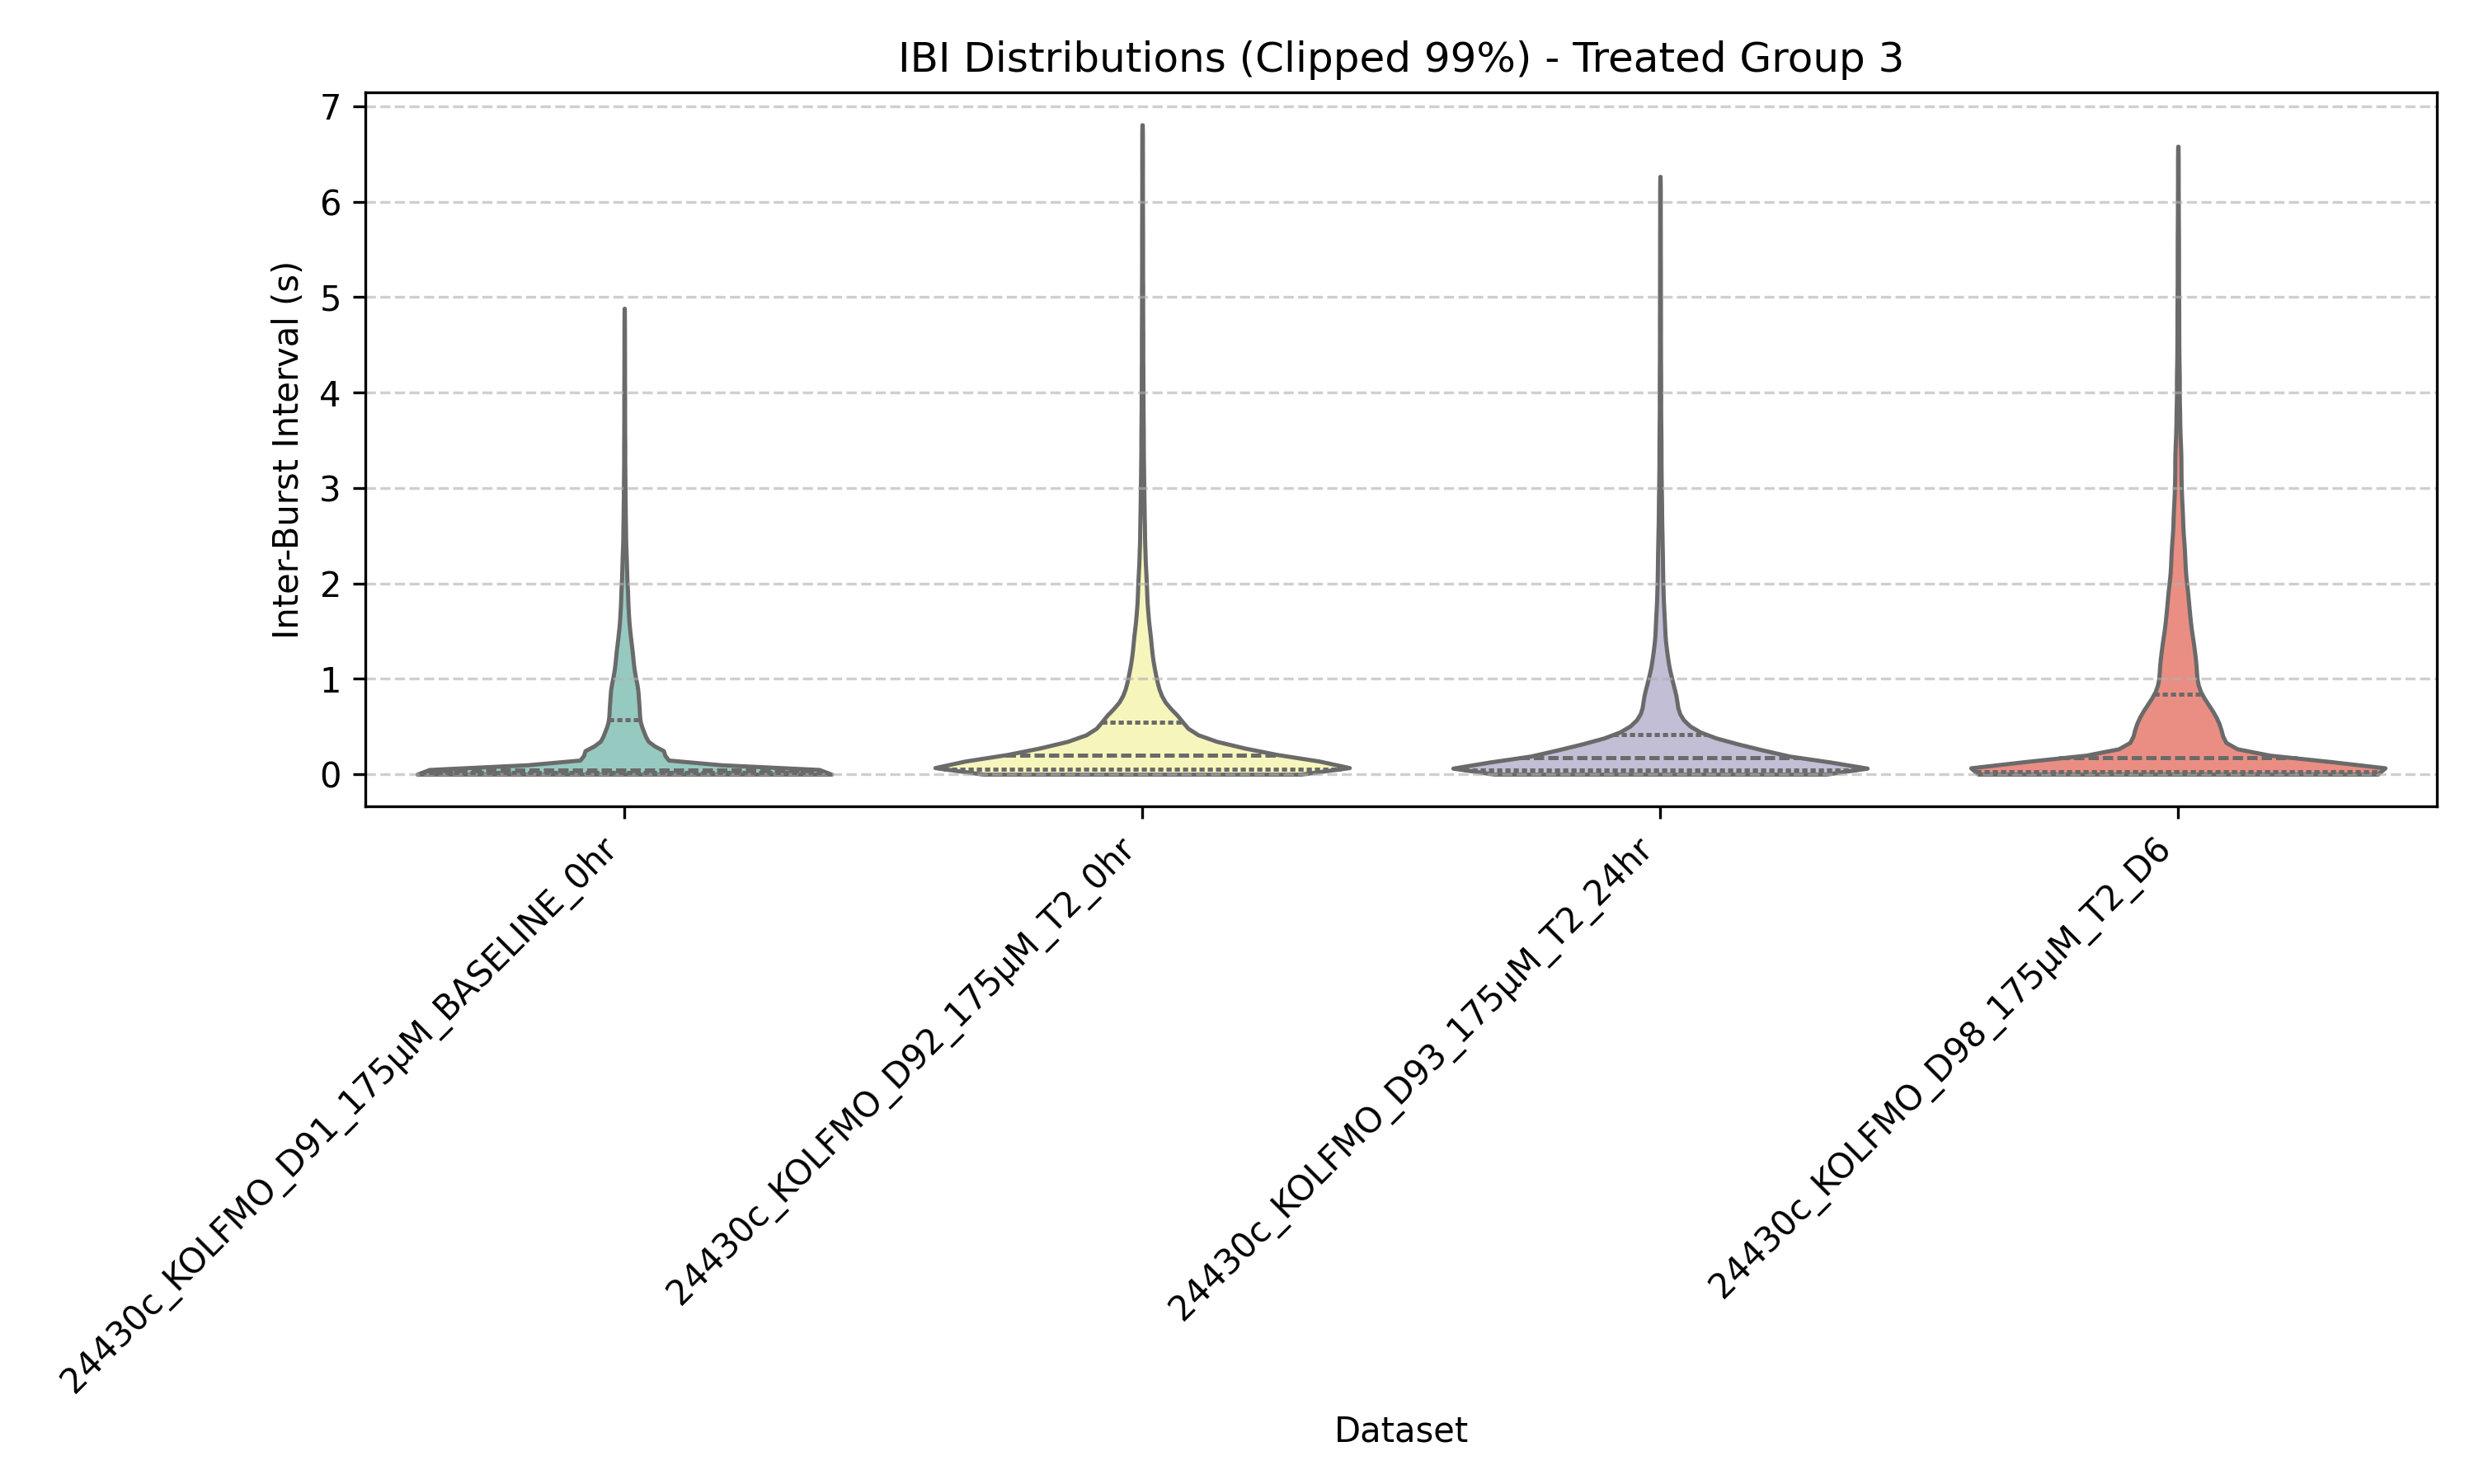 IBI Distributions (Clipped 99%) - Treated Group 3
Inter-Burst Interval (s)
7
6
5
4
3
2
1
0
24430c_KOLFMO_D91_175µM_BASELINE_0hr
24430c_KOLFMO_D92_175µM_T2_0hr
24430c_KOLFMO_D93_175µM_T2_24hr
24430c_KOLFMO_D98_175µM_T2_D6
Dataset